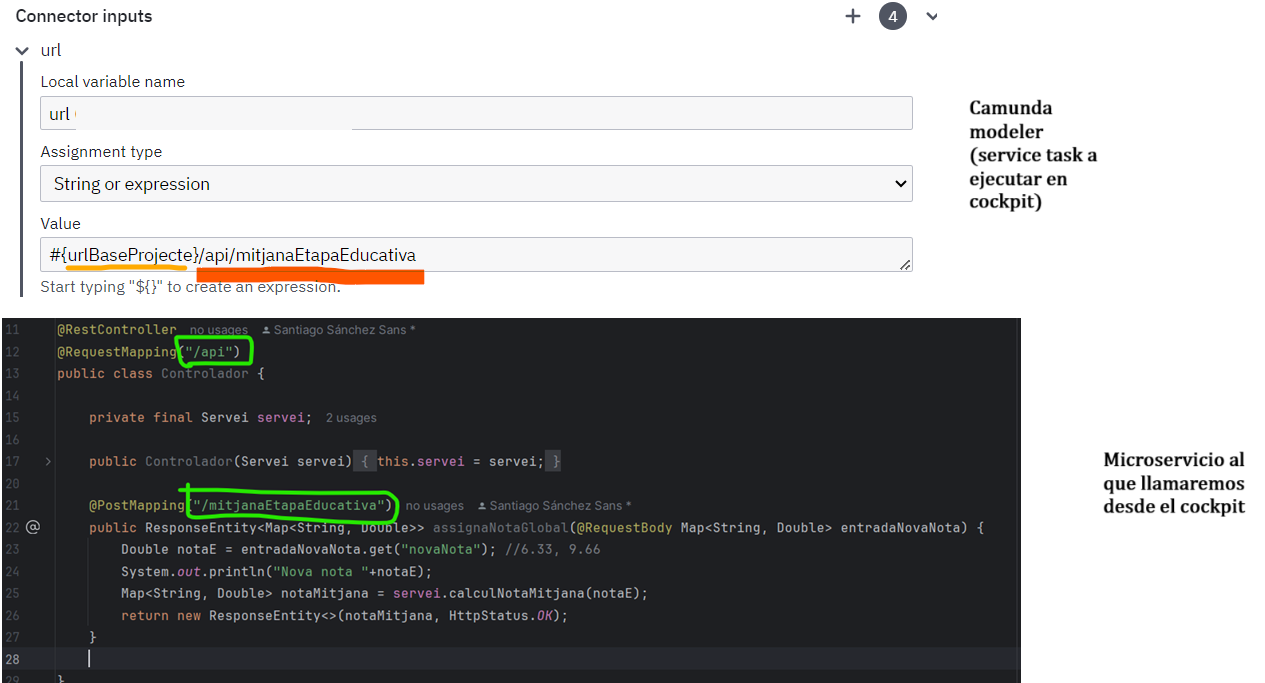 Connector inputs
4
url
Local variable name
url
Assignment type
String or expression
Value
#{urlBaseProjecte}/api/mitjanaEtapaEducativa
Start typing "${}" to create an expression.
Camunda
modeler
(service task a
ejecutar en
cockpit)
11 @RestController no usages Santiago Sánchez Sans *
12 @RequestMapping("/api")
13 public class Controlador {
14
15 private final Servei servei; 2 usages
16
17 public Controlador(Servei servei) { this.servei = servei; }
20
21 @PostMapping("/mitjanaEtapaEducativa") no usages Santiago Sánchez Sans *
22 @ public ResponseEntity<Map<String, Double>> assignaNotaGlobal(@RequestBody Map<String, Double> entradaNovaNota) {
23 Double notaE = entradaNovaNota.get("novaNota"); //6.33, 9.66
24 System.out.println("Nova nota "+notaE);
25 Map<String, Double> notaMitjana = servei.calculNotaMitjana(notaE);
26 return new ResponseEntity<>(notaMitjana, HttpStatus.OK);
27 }
28
29 }
Microservicio al
que llamaremos
desde el cockpit